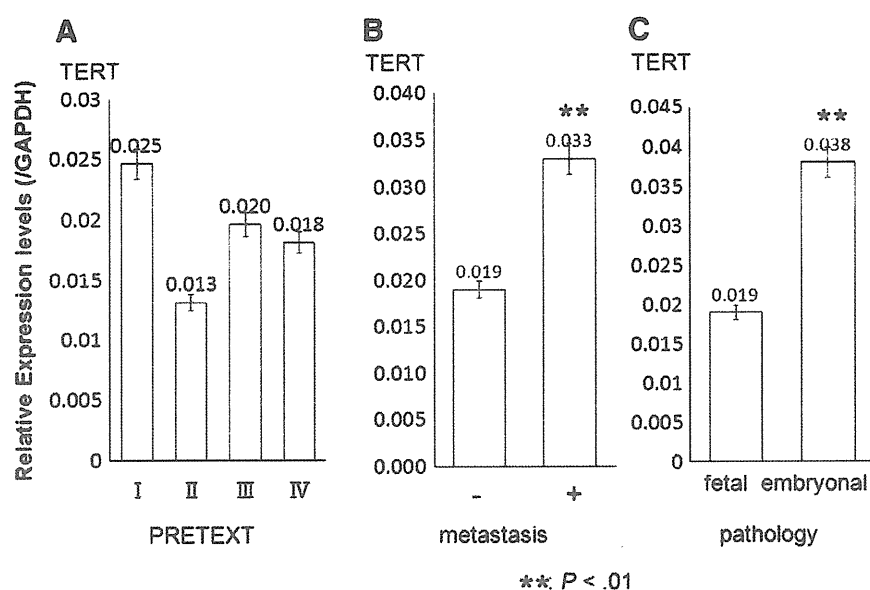 A
TERT
Relative Expression levels (/GAPDH)
0.03
0.025
0.02
0.015
0.01
0.005
0
0.025
0.013
0.020
0.018
I
II
III
IV
PRETEXT
B
TERT
0.040
0.035
0.030
0.025
0.020
0.015
0.010
0.005
0.000
0.019
**
0.033
-
+
metastasis
C
TERT
0.045
0.04
0.035
0.03
0.025
0.02
0.015
0.01
0.005
0
0.019
**
0.038
fetal embryonal
pathology
**: P < .01